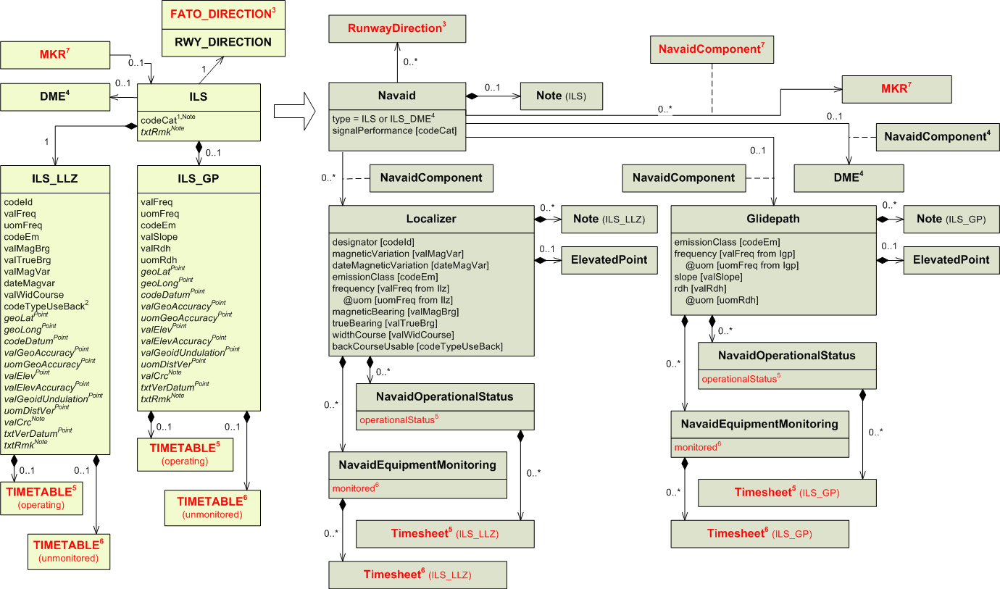 FATO_DIRECTION3
RWY_DIRECTION
MKR7
0..1
1
DME4
0..1
ILS
codeCat1,Note
txtRmkNote
1
0..1
ILS_LLZ
codeId
valFreq
uomFreq
codeEm
valMagBrg
valTrueBrg
valMagVar
dateMagvar
valWidCourse
codeTypeUseBack2
geoLatPoint
geoLongPoint
codeDatumPoint
valGeoAccuracyPoint
uomGeoAccuracyPoint
valElevPoint
valElevAccuracyPoint
valGeoidUndulationPoint
uomDistVerPoint
valCrcNote
txtVerDatumPoint
txtRmkNote
0..1
0..1
TIMETABLE5
(operating)
TIMETABLE6
(unmonitored)
ILS_GP
valFreq
uomFreq
codeEm
valSlope
valRdh
uomRdh
geoLatPoint
geoLongPoint
codeDatumPoint
valGeoAccuracyPoint
uomGeoAccuracyPoint
valElevPoint
valElevAccuracyPoint
valGeoidUndulationPoint
uomDistVerPoint
valCrcNote
txtVerDatumPoint
txtRmkNote
0..1
0..1
TIMETABLE5
(operating)
TIMETABLE6
(unmonitored)
RunwayDirection3
0..*
Navaid
type = ILS or ILS_DME4
signalPerformance [codeCat]
0..1
Note (ILS)
NavaidComponent7
0..*
MKR7
0..1
NavaidComponent4
DME4
0..1
0..*
NavaidComponent
NavaidComponent
Localizer
designator [codeId]
magneticVariation [valMagVar]
dateMagneticVariation [dateMagVar]
emissionClass [codeEm]
frequency [valFreq from Ilz]
@uom [uomFreq from Ilz]
magneticBearing [valMagBrg]
trueBearing [valTrueBrg]
widthCourse [valWidCourse]
backCourseUsable [codeTypeUseBack]
0..*
Note (ILS_LLZ)
0..1
ElevatedPoint
0..*
NavaidOperationalStatus
operationalStatus5
0..*
NavaidEquipmentMonitoring
monitored6
0..*
Timesheet5 (ILS_LLZ)
0..*
Timesheet6 (ILS_LLZ)
Glidepath
emissionClass [codeEm]
frequency [valFreq from Igp]
@uom [uomFreq from Igp]
slope [valSlope]
rdh [valRdh]
@uom [uomRdh]
0..*
Note (ILS_GP)
0..1
ElevatedPoint
0..*
NavaidOperationalStatus
operationalStatus5
0..*
NavaidEquipmentMonitoring
monitored6
0..*
Timesheet5 (ILS_GP)
0..*
Timesheet6 (ILS_GP)